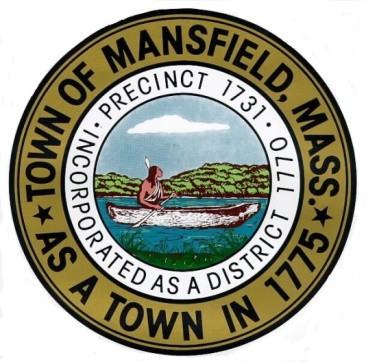 TOWN OF MANSFIELD, MASS.
★ AS A TOWN IN 1775 ★
· PRECINCT 1731 ·
INCORPORATED AS A DISTRICT 1770